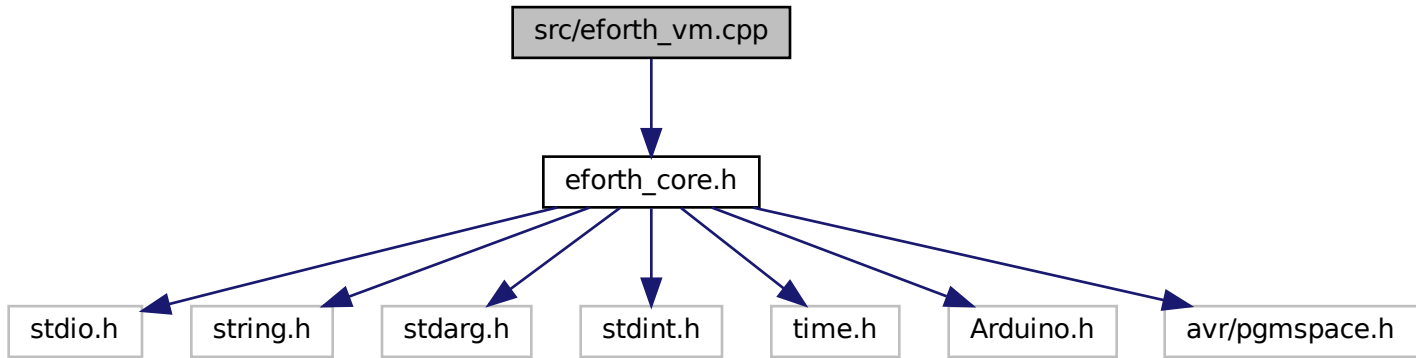 src/eforth_vm.cpp
eforth_core.h
stdio.h
string.h
stdarg.h
stdint.h
time.h
Arduino.h
avr/pgmspace.h